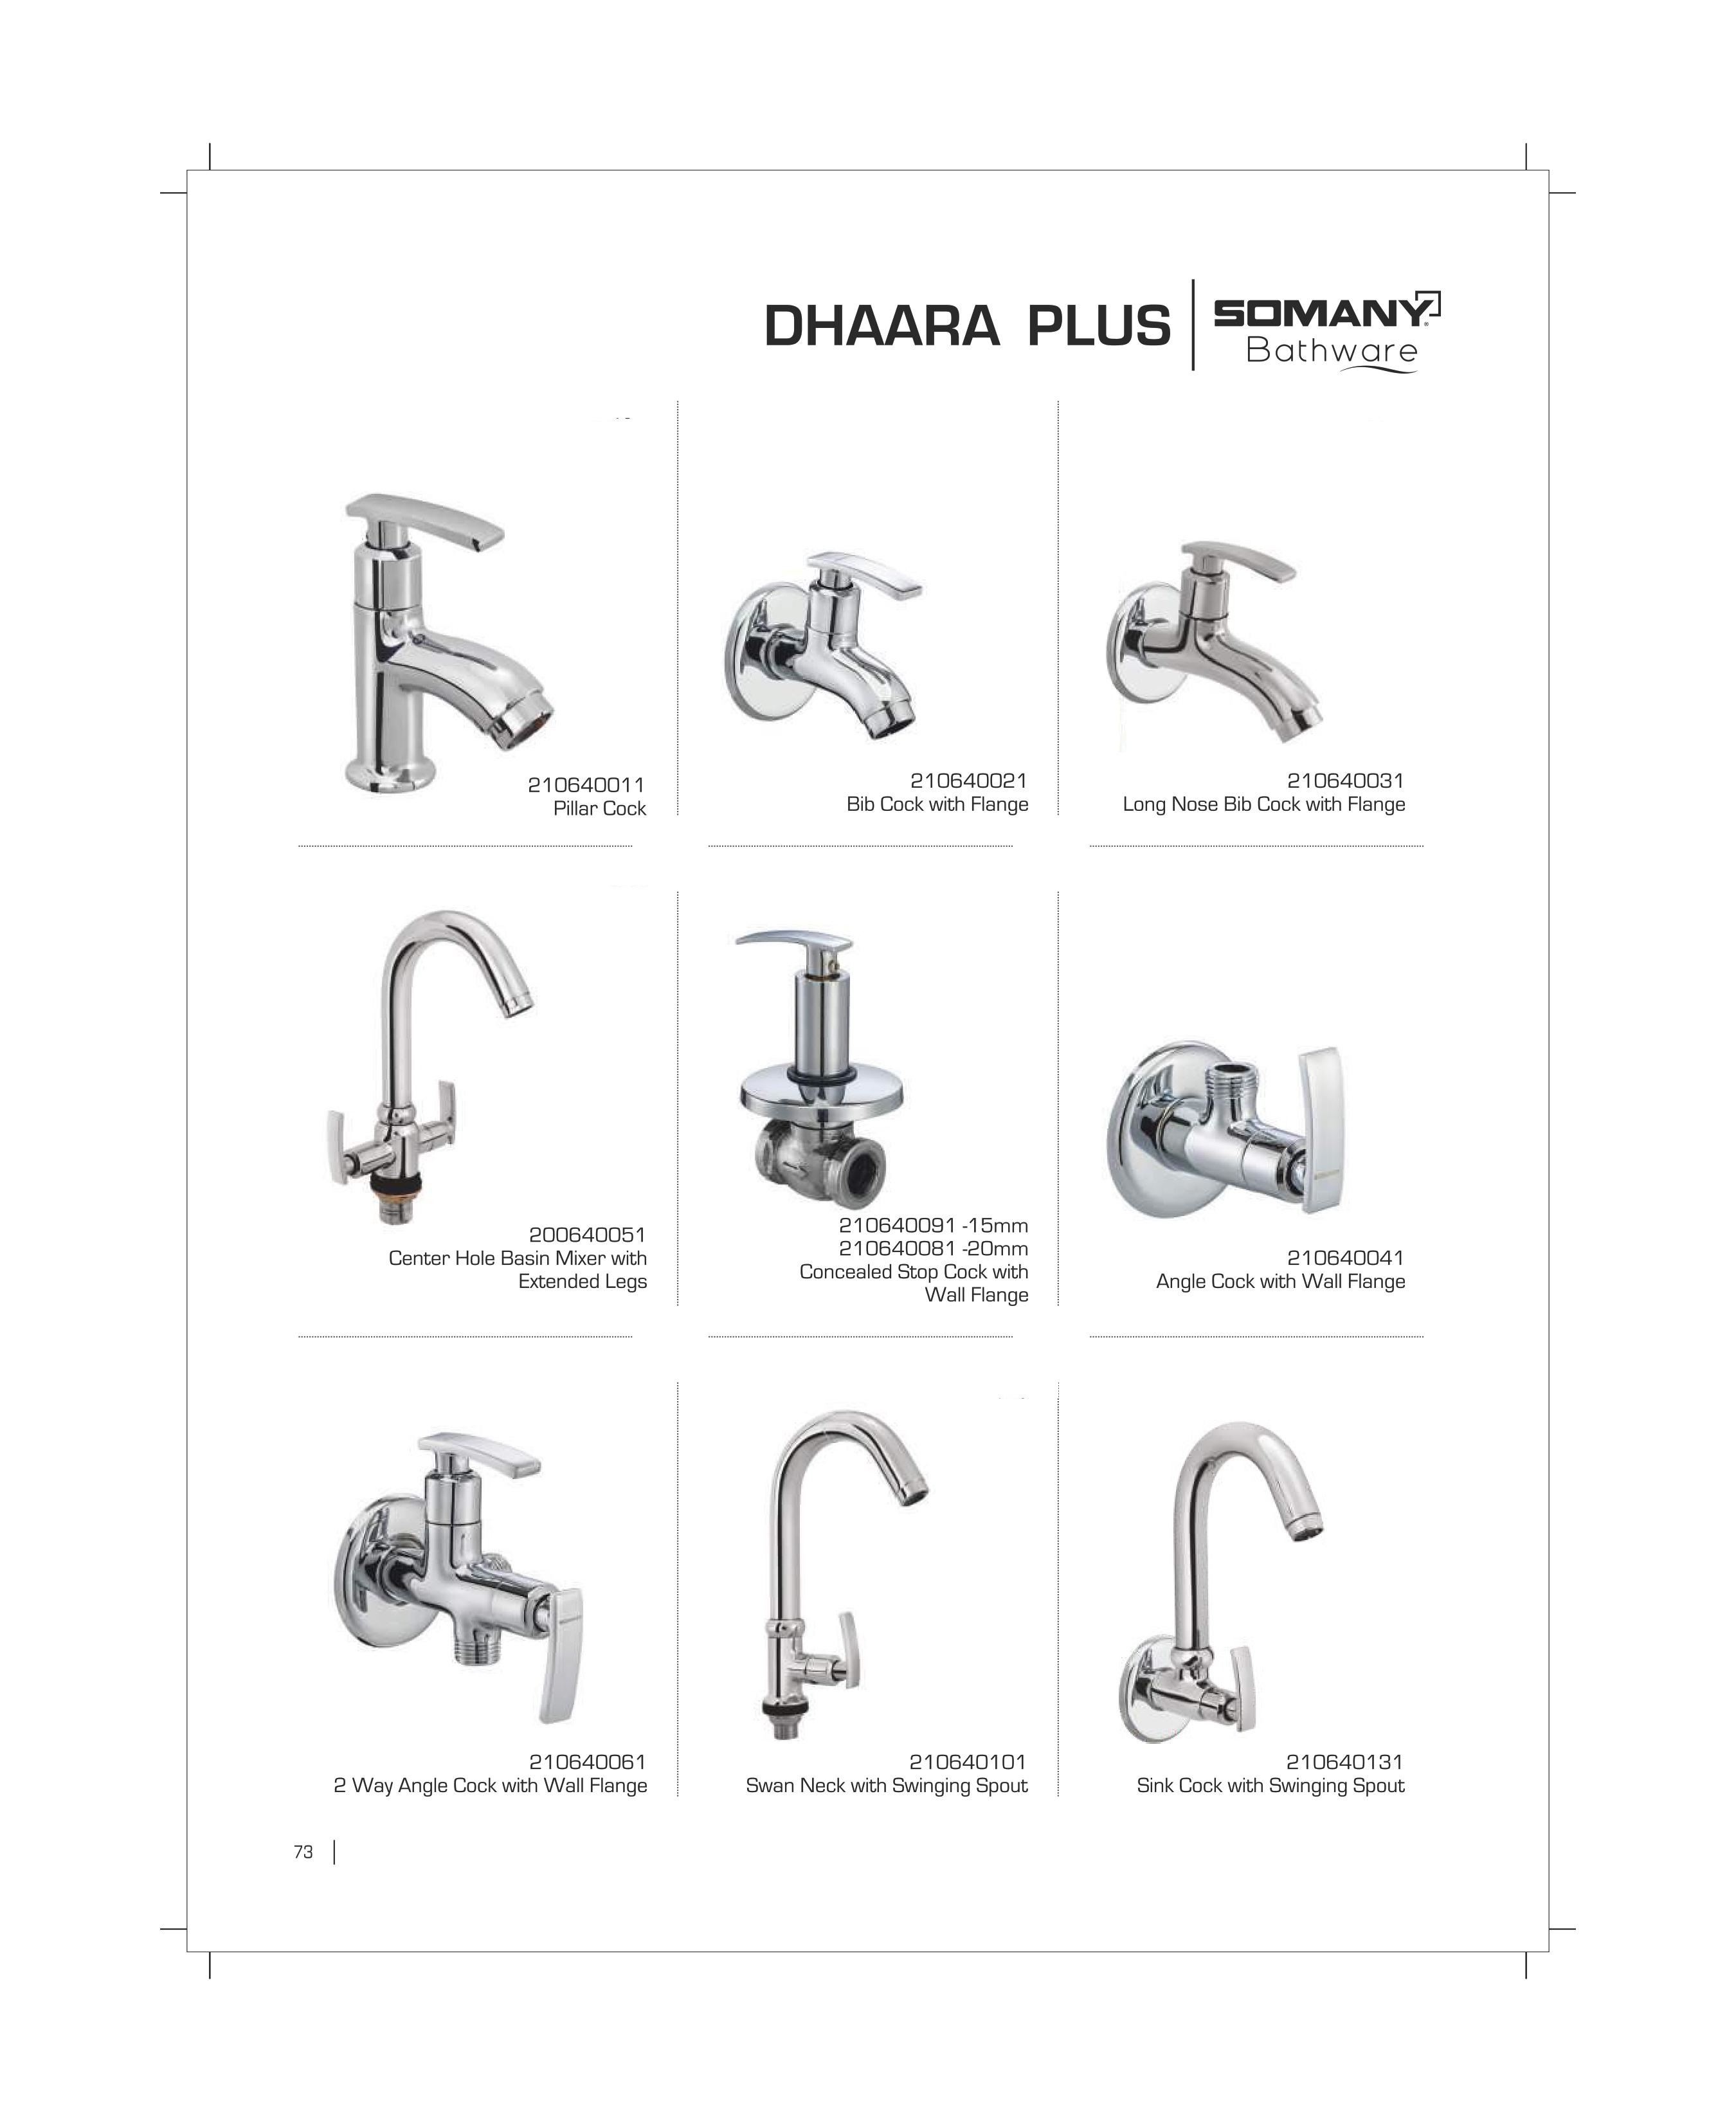 DHAARA PLUS
SOMANY
Bathware
210640011
Pillar Cock
210640021
Bib Cock with Flange
210640031
Long Nose Bib Cock with Flange
200640051
Center Hole Basin Mixer with
Extended Legs
210640091 -15mm
210640081 -20mm
Concealed Stop Cock with
Wall Flange
210640041
Angle Cock with Wall Flange
210640061
2 Way Angle Cock with Wall Flange
210640101
Swan Neck with Swinging Spout
210640131
Sink Cock with Swinging Spout
73